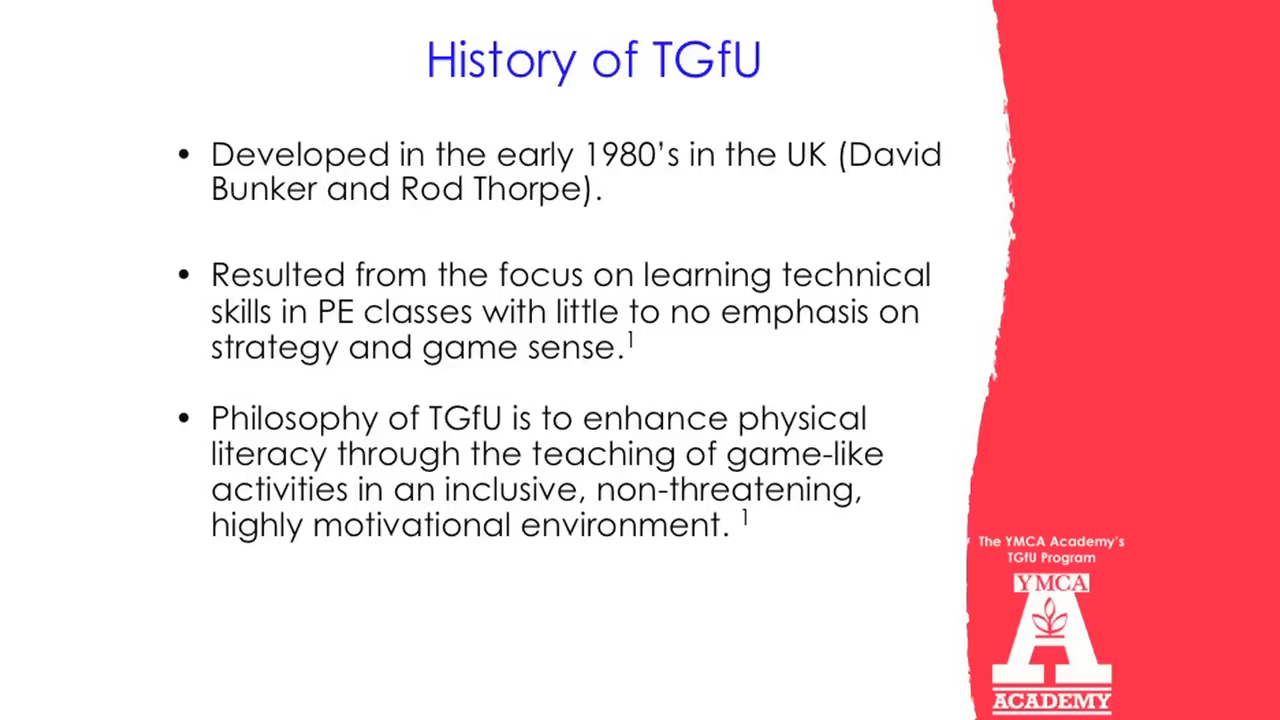 History of TGfU
• Developed in the early 1980's in the UK (David
Bunker and Rod Thorpe).
• Resulted from the focus on learning technical
skills in PE classes with little to no emphasis on
strategy and game sense.1
• Philosophy of TGfU is to enhance physical
literacy through the teaching of game-like
activities in an inclusive, non-threatening,
highly motivational environment. 1
The YMCA Academy's
TGfU Program
YMCA
A
ACADEMY